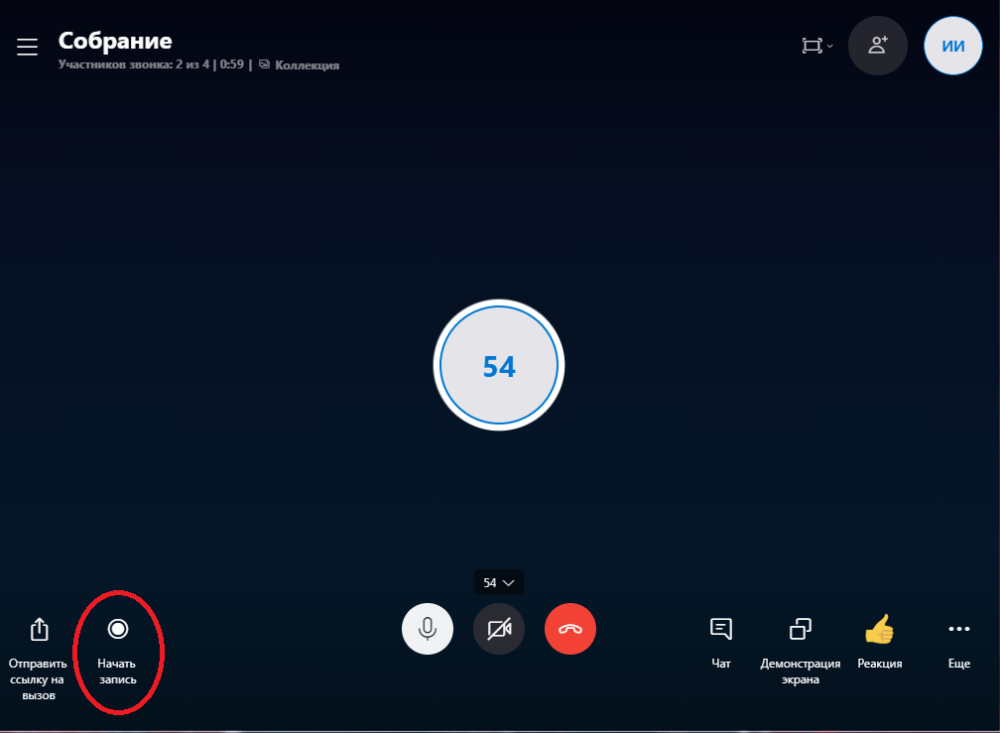 Собрание
Участников звонка: 2 из 4 | 0:59 | Коллекция
ИИ
54
54
Отправить
ссылку на
вызов
Начать
запись
Чат
Демонстрация
экрана
Реакция
Еще